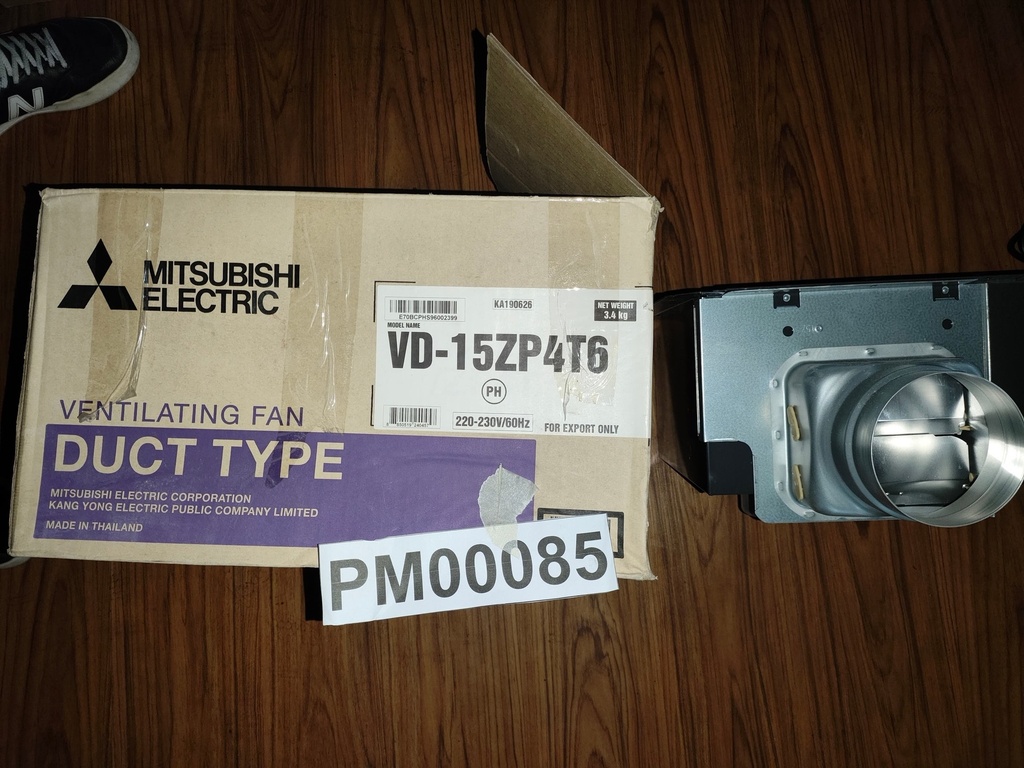 N
MITSUBISHI
ELECTRIC
KA190626
NET WEIGHT
3.4 kg
E70BCPHS96002399
MODEL NAME
VD-15ZP4T6
PH
220-230V/60Hz
FOR EXPORT ONLY
VENTILATING FAN
DUCT TYPE
MITSUBISHI ELECTRIC CORPORATION
KANG YONG ELECTRIC PUBLIC COMPANY LIMITED
MADE IN THAILAND
PM00085